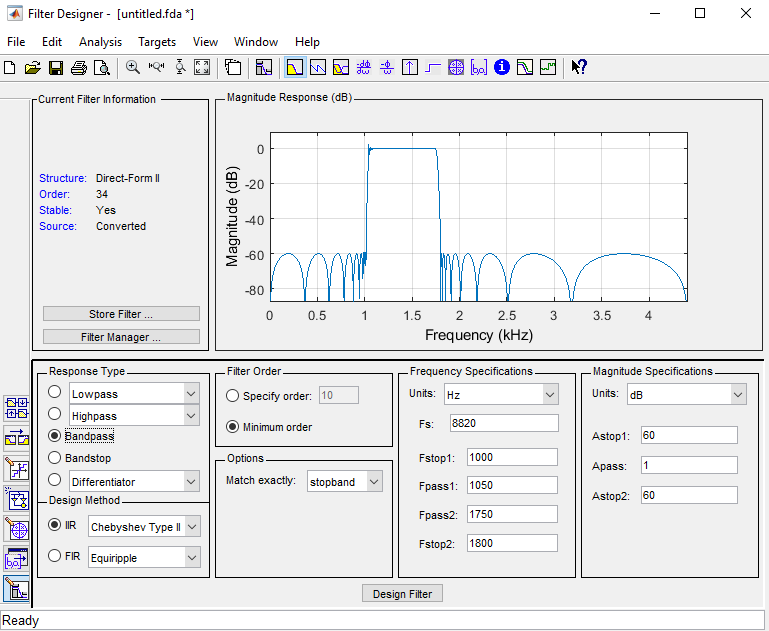 Filter Designer - [untitled.fda *]
File Edit Analysis Targets View Window Help
Current Filter Information
Structure: Direct-Form II
Order: 34
Stable: Yes
Source: Converted
Store Filter ...
Filter Manager ...
Magnitude Response (dB)
Magnitude (dB)
0
-20
-40
-60
-80
0 0.5 1 1.5 2 2.5 3 3.5 4
Frequency (kHz)
Response Type
Lowpass
Highpass
Bandpass
Bandstop
Differentiator
Design Method
IIR Chebyshev Type II
FIR Equiripple
Filter Order
Specify order: 10
Minimum order
Options
Match exactly: stopband
Frequency Specifications
Units: Hz
Fs: 8820
Fstop1: 1000
Fpass1: 1050
Fpass2: 1750
Fstop2: 1800
Magnitude Specifications
Units: dB
Astop1: 60
Apass: 1
Astop2: 60
Design Filter
Ready